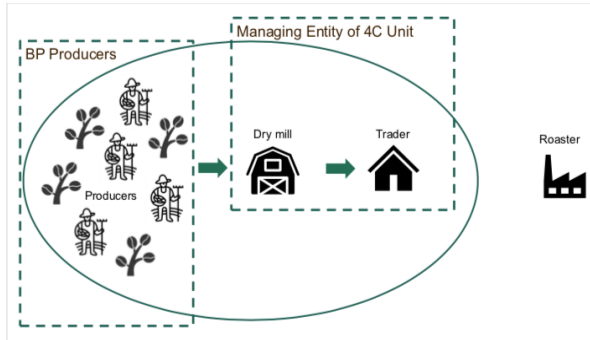 Managing Entity of 4C Unit
BP Producers
Dry mill
Trader
Roaster
Producers